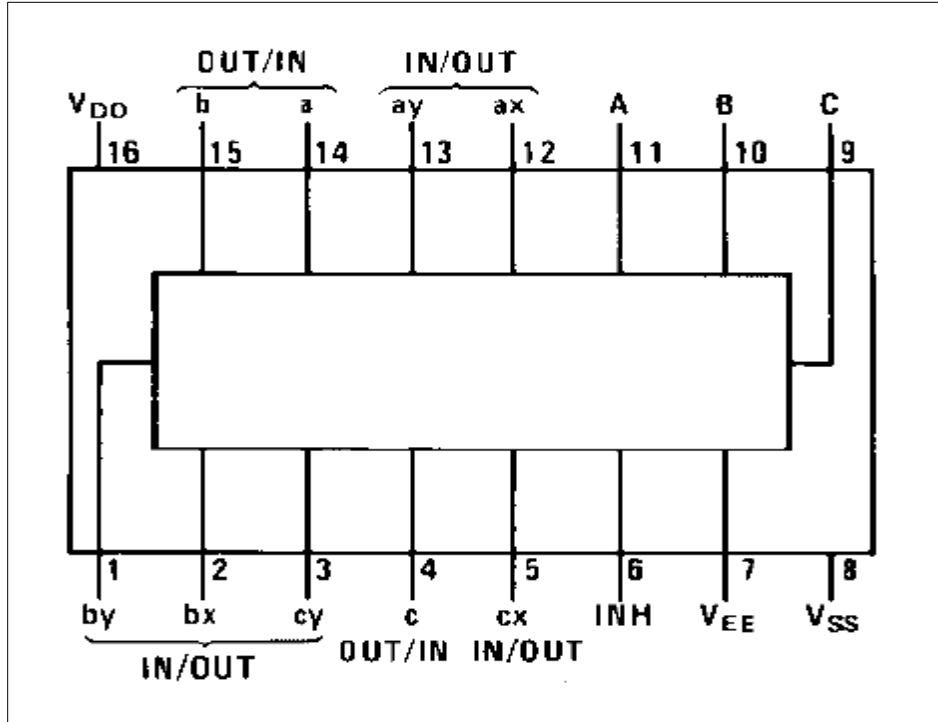 OUT/IN IN/OUT
VDD b a ay ax A B C
16 15 14 13 12 11 10 9
1 2 3 4 5 6 7 8
by bx cy c cx INH VEE VSS
OUT/IN IN/OUT
IN/OUT